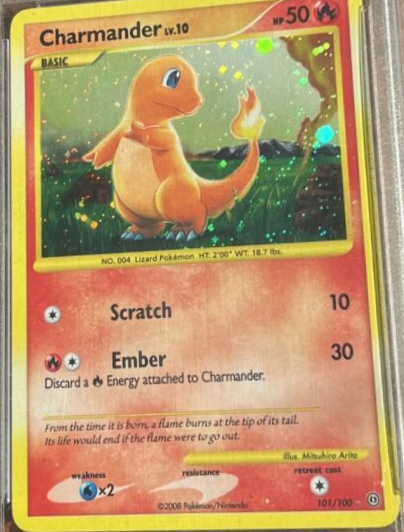 Charmander LV.10
HP 50
BASIC
NO. 004 Lizard Pokémon HT: 2'00" WT: 18.7 lbs.
Scratch 10
Ember 30
Discard a Energy attached to Charmander.
From the time it is born, a flame burns at the tip of its tail.
Its life would end if the flame were to go out.
Illus. Mitsuhiro Arita
weakness resistance retreat cost
×2
©2008 Pokémon/Nintendo 101/100 S